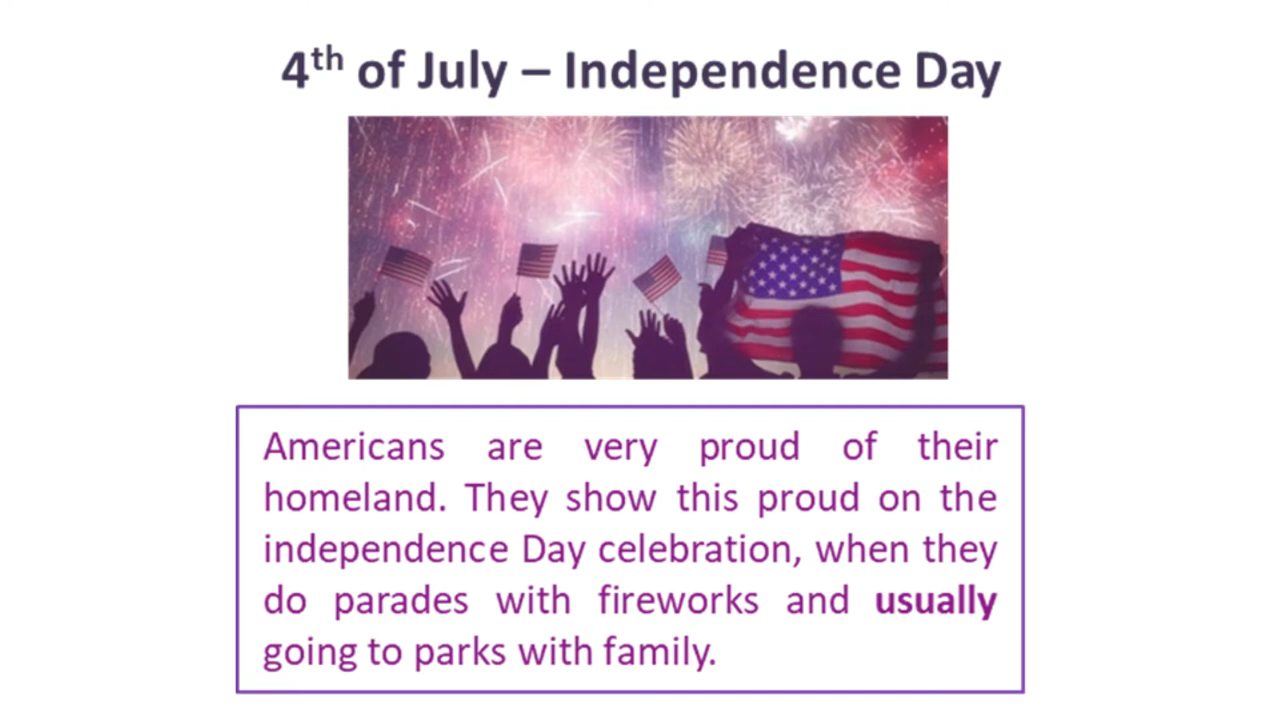 4th of July – Independence Day
Americans are very proud of their
homeland. They show this proud on the
independence Day celebration, when they
do parades with fireworks and usually
going to parks with family.